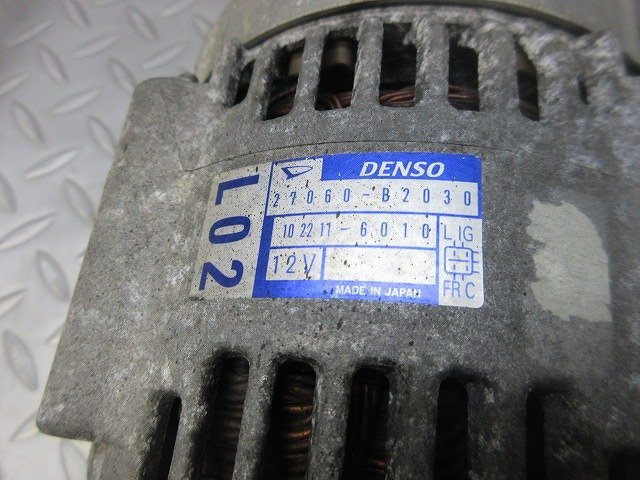 L02
DENSO
27060-B2030
102211-6010
12V
L IG
E
FR C
MADE IN JAPAN